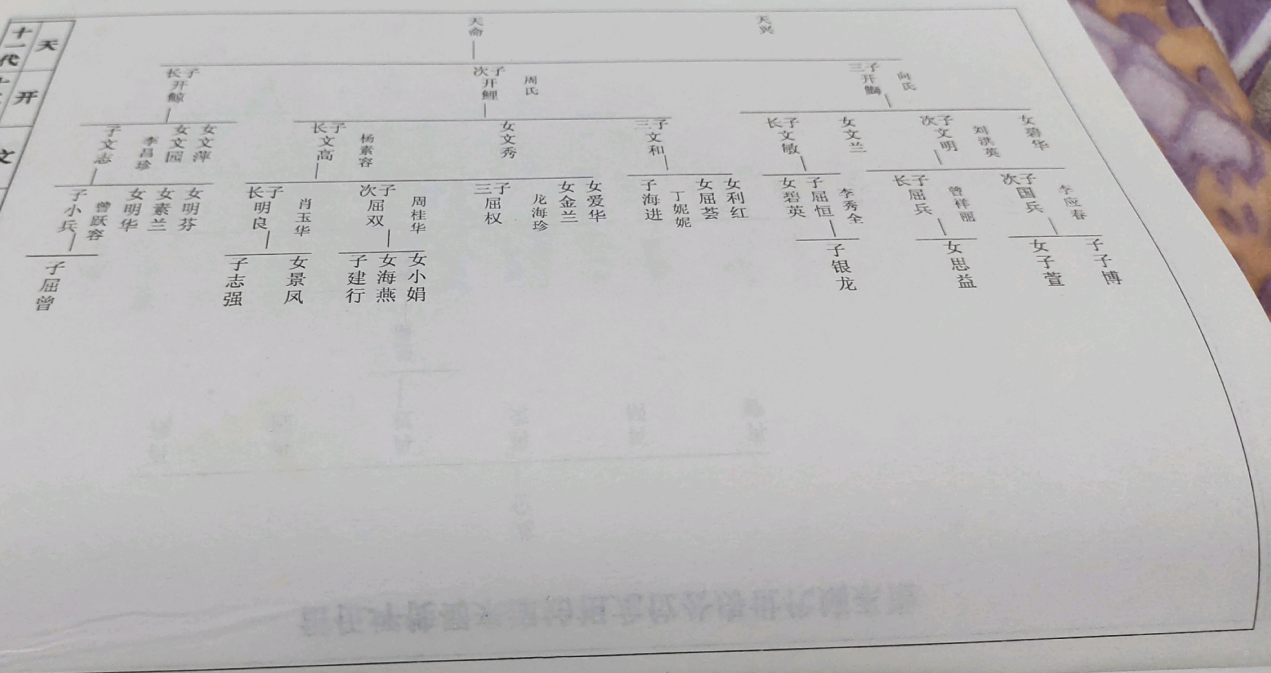 天
十一代
开
文
天命
天兴
长子开鲸
次子开鲤
周氏
三子开
向氏
子文志
李昌珍
女文园
女文萍
长子文高
杨素容
女文秀
三子文和
长子文敏
女文兰
次子文明
刘洪英
女碧华
子小兵
曾跃容
女明华
女素兰
女明芬
长子明良
肖玉华
次子屈双
周桂华
三子屈权
龙海珍
女金兰
女爱华
子海进
丁妮妮
女屈荟
女利红
女碧英
子屈恒
李秀全
长子屈兵
曾祥丽
次子国兵
李应春
子屈曾
子志强
女景凤
子建行
女海燕
女小娟
子银龙
女思益
女子萱
子子博